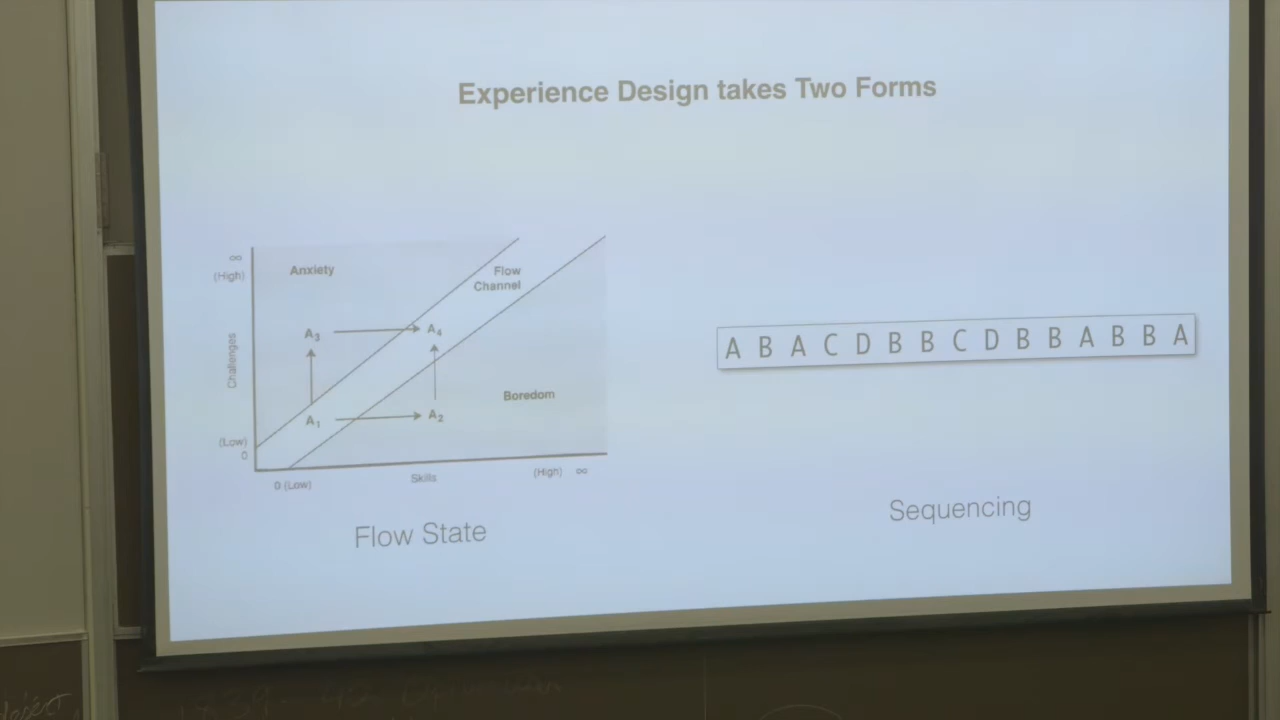 Experience Design takes Two Forms
∞
(High)
Anxiety
Flow
Channel
A3
A4
Challenges
Boredom
A1
A2
(Low)
0
0 (Low)
Skills
(High) ∞
Flow State
A B A C D B B C D B B A B B A
Sequencing